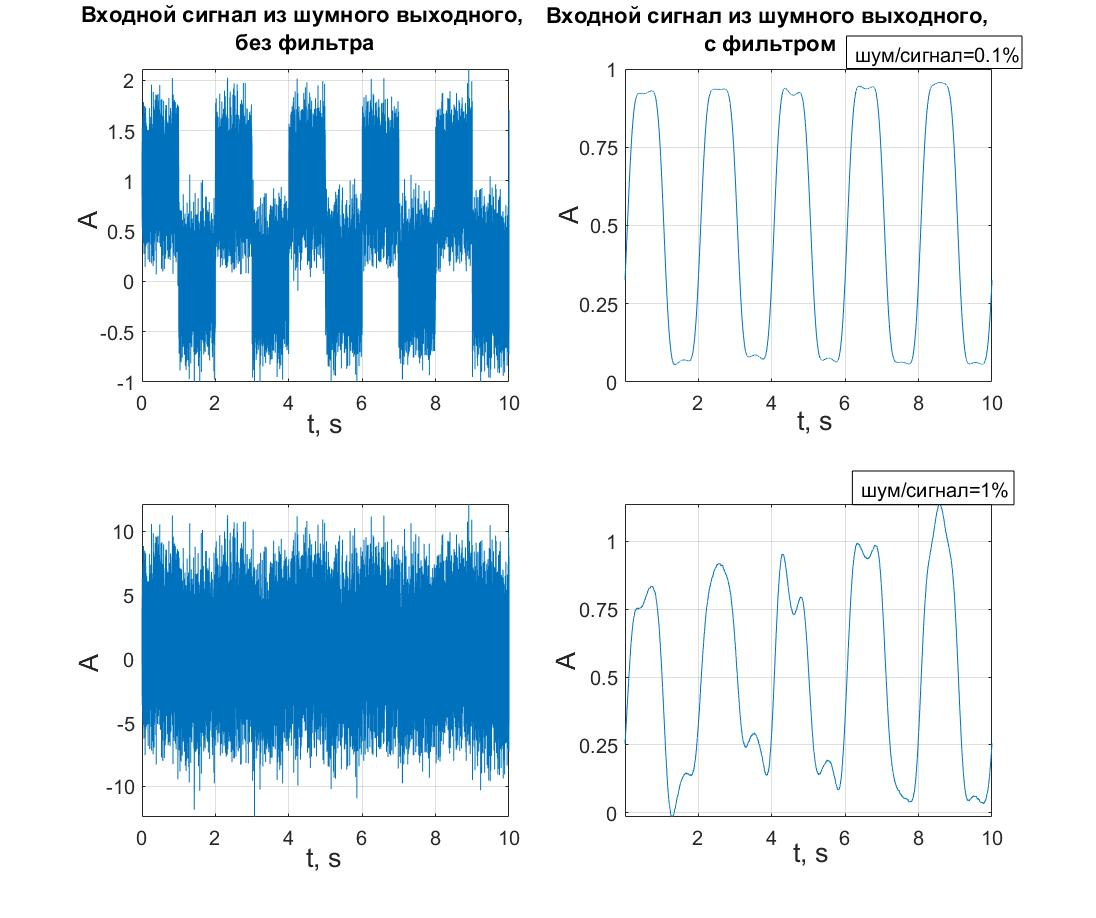 Входной сигнал из шумного выходного,
без фильтра
Входной сигнал из шумного выходного,
с фильтром
шум/сигнал=0.1%
2
1.5
1
0.5
0
-0.5
-1
A
0 2 4 6 8 10
t, s
1
0.75
0.5
0.25
0
A
2 4 6 8 10
t, s
10
5
0
-5
-10
A
0 2 4 6 8 10
t, s
шум/сигнал=1%
1
0.75
0.5
0.25
0
A
2 4 6 8 10
t, s